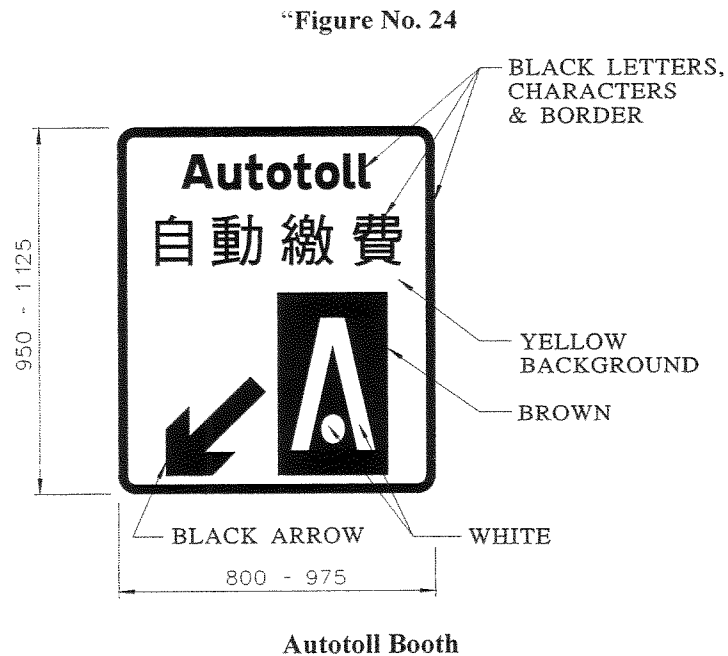 “Figure No. 24
BLACK LETTERS,
CHARACTERS
& BORDER
Autotoll
自動繳費
950 - 1125
YELLOW
BACKGROUND
BROWN
BLACK ARROW
WHITE
800 - 975
Autotoll Booth